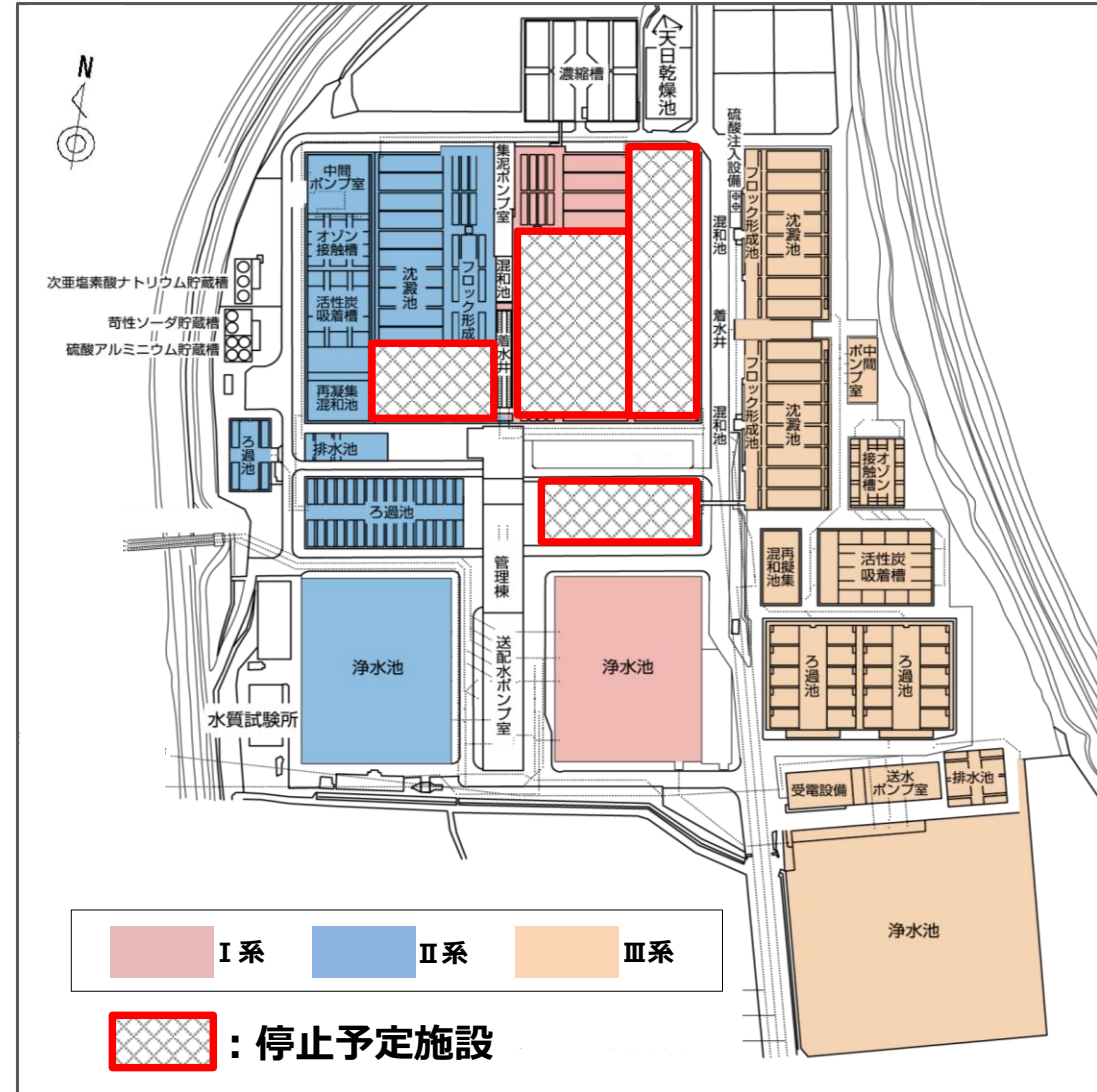 N
濃縮槽
天日乾燥池
硫酸注入設備
集泥ポンプ室
中間
ポンプ室
オゾン
接触槽
活性炭
吸着槽
再凝集
混和池
沈澱池
フロック形成
混和池
着水井
次亜塩素酸ナトリウム貯蔵槽
苛性ソーダ貯蔵槽
硫酸アルミニウム貯蔵槽
ろ過池
排水池
ろ過池
管理棟
送配水ポンプ室
浄水池
浄水池
水質試験所
混和池
着水井
混和池
フロック形成池
沈澱池
フロック形成池
沈澱池
中間
ポンプ室
オゾン
接触槽
再凝集
混和池
活性炭
吸着槽
ろ過池
ろ過池
受電設備
送水
ポンプ室
排水池
浄水池
Ⅰ系
Ⅱ系
Ⅲ系
：停止予定施設